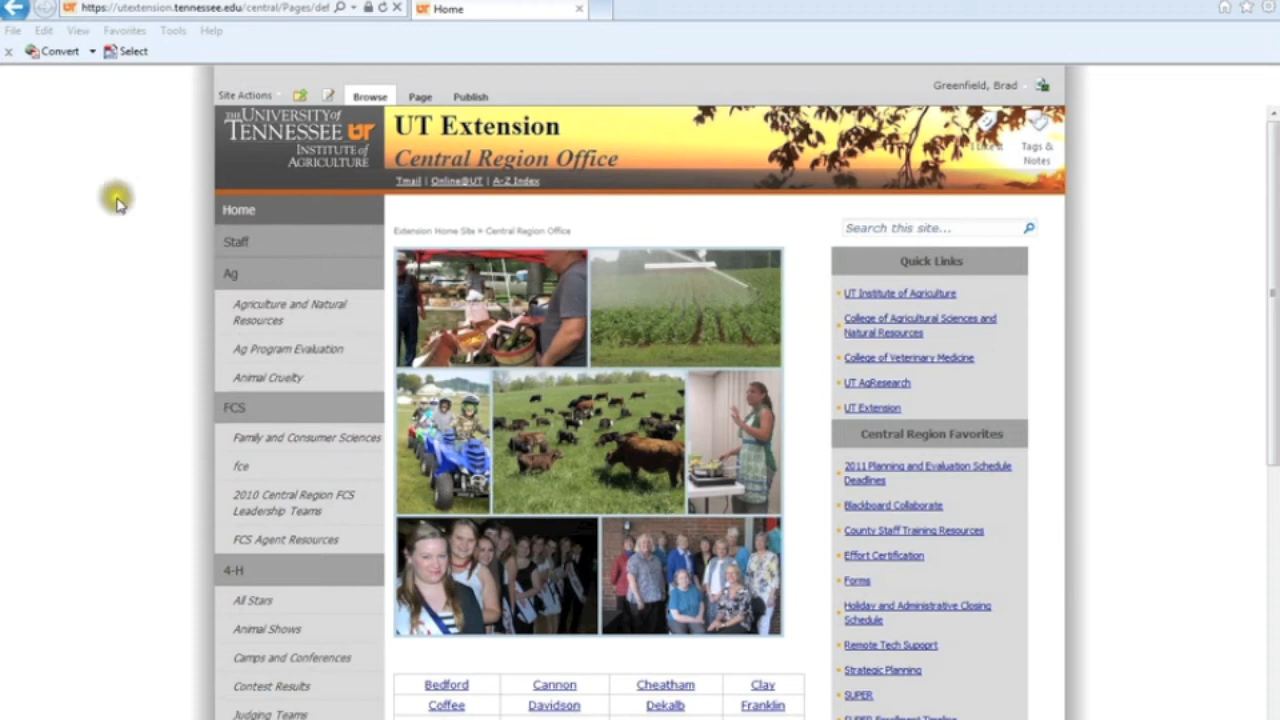 https://utextension.tennessee.edu/central/Pages/def
Home
File Edit View Favorites Tools Help
x Convert Select
Site Actions Browse Page Publish
Greenfield, Brad
THE UNIVERSITY of
TENNESSEE UT
INSTITUTE of
AGRICULTURE
UT Extension
Central Region Office
Tmail | Online@UT | A-Z Index
I Like It
Tags &
Notes
Home
Staff
Ag
Agriculture and Natural
Resources
Ag Program Evaluation
Animal Cruelty
FCS
Family and Consumer Sciences
fce
2010 Central Region FCS
Leadership Teams
FCS Agent Resources
4-H
All Stars
Animal Shows
Camps and Conferences
Contest Results
Judging Teams
Extension Home Site » Central Region Office
Bedford Cannon Cheatham Clay
Coffee Davidson Dekalb Franklin
Search this site...
Quick Links
UT Institute of Agriculture
College of Agricultural Sciences and
Natural Resources
College of Veterinary Medicine
UT AgResearch
UT Extension
Central Region Favorites
2011 Planning and Evaluation Schedule
Deadlines
Blackboard Collaborate
County Staff Training Resources
Effort Certification
Forms
Holiday and Administrative Closing
Schedule
Remote Tech Supoprt
Strategic Planning
SUPER
SUPER Enrollment Timeline